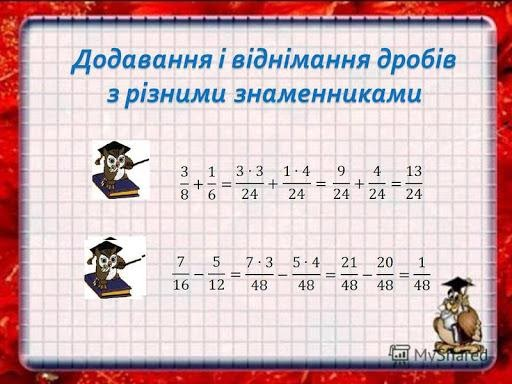 Додавання і віднімання дробів
з різними знаменниками
3/8 + 1/6 = 3·3/24 + 1·4/24 = 9/24 + 4/24 = 13/24
7/16 − 5/12 = 7·3/48 − 5·4/48 = 21/48 − 20/48 = 1/48
MyShared